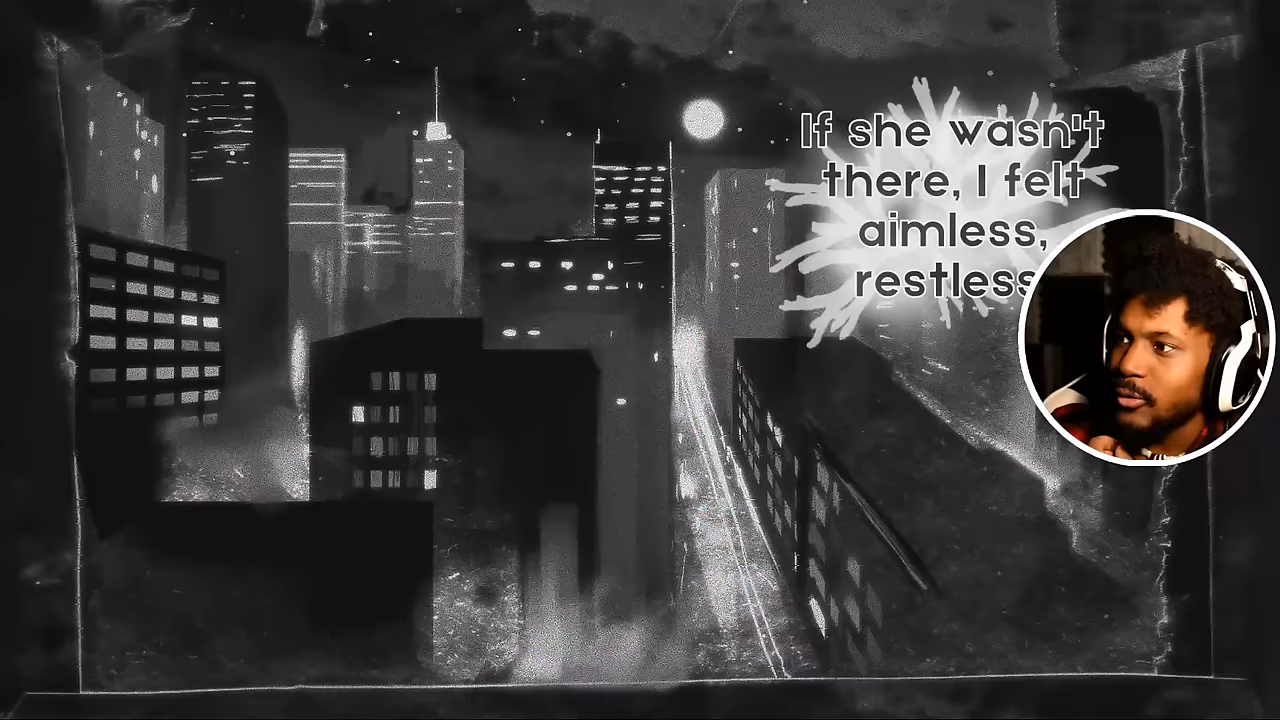 If she wasn't
there, I felt
aimless,
restless